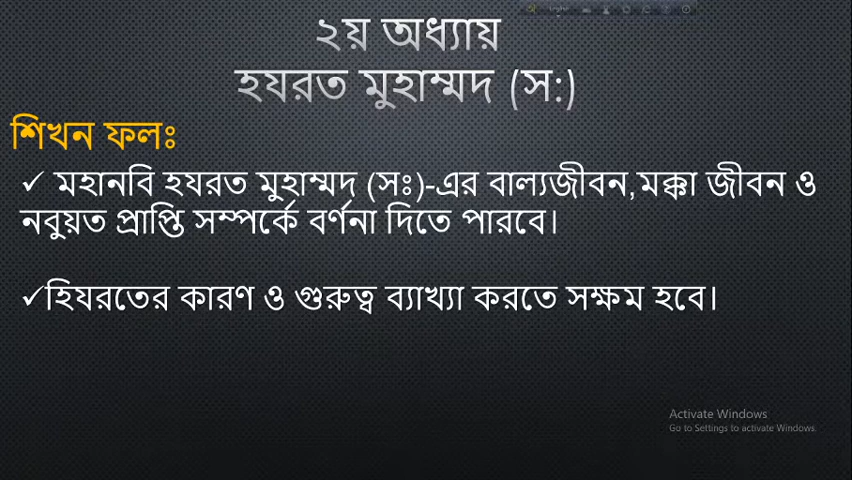 ২য় অধ্যায়
হযরত মুহাম্মদ (স:)
শিখন ফলঃ
✓ মহানবি হযরত মুহাম্মদ (সঃ)-এর বাল্যজীবন,মক্কা জীবন ও
নবুয়ত প্রাপ্তি সম্পর্কে বর্ণনা দিতে পারবে।
✓হিযরতের কারণ ও গুরুত্ব ব্যাখ্যা করতে সক্ষম হবে।
Activate Windows
Go to Settings to activate Windows.